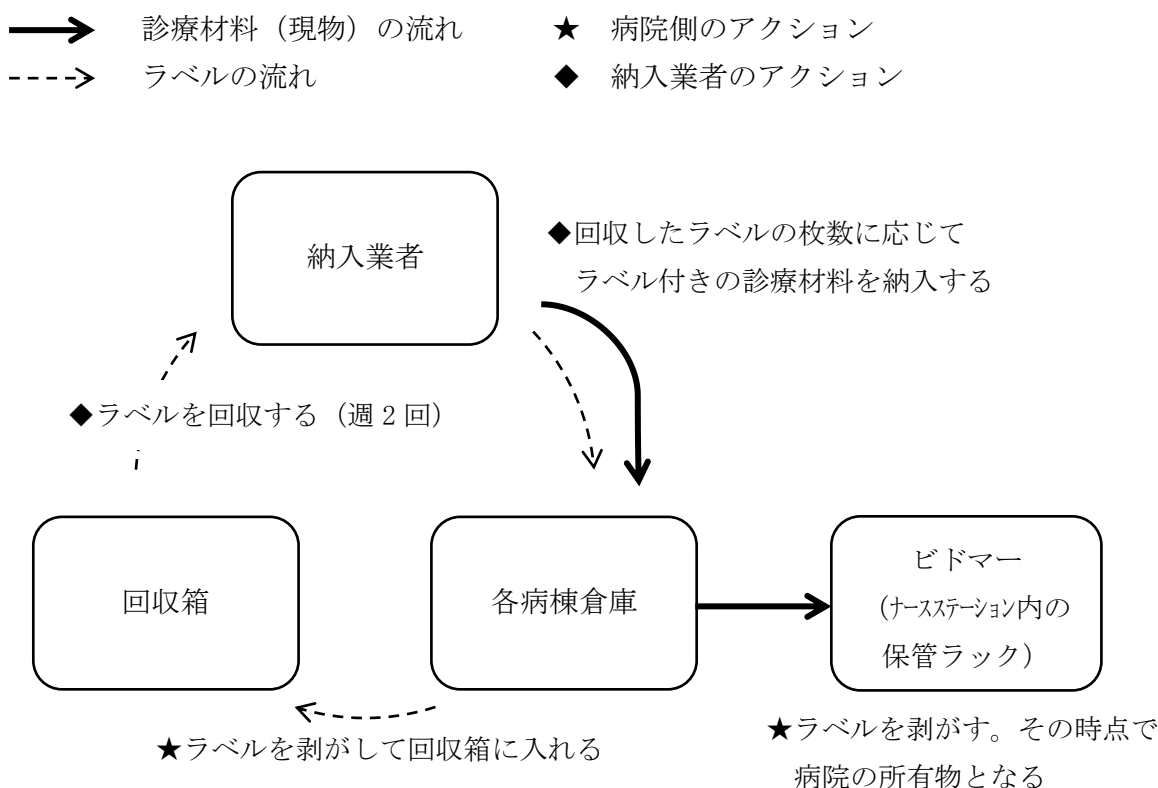 診療材料（現物）の流れ
★　病院側のアクション
ラベルの流れ
◆　納入業者のアクション
納入業者
◆回収したラベルの枚数に応じて
ラベル付きの診療材料を納入する
◆ラベルを回収する（週 2 回）
回収箱
各病棟倉庫
ビドマー
(ﾅｰｽｽﾃｰｼｮﾝ内の
保管ラック）
★ラベルを剥がして回収箱に入れる
★ラベルを剥がす。その時点で
病院の所有物となる